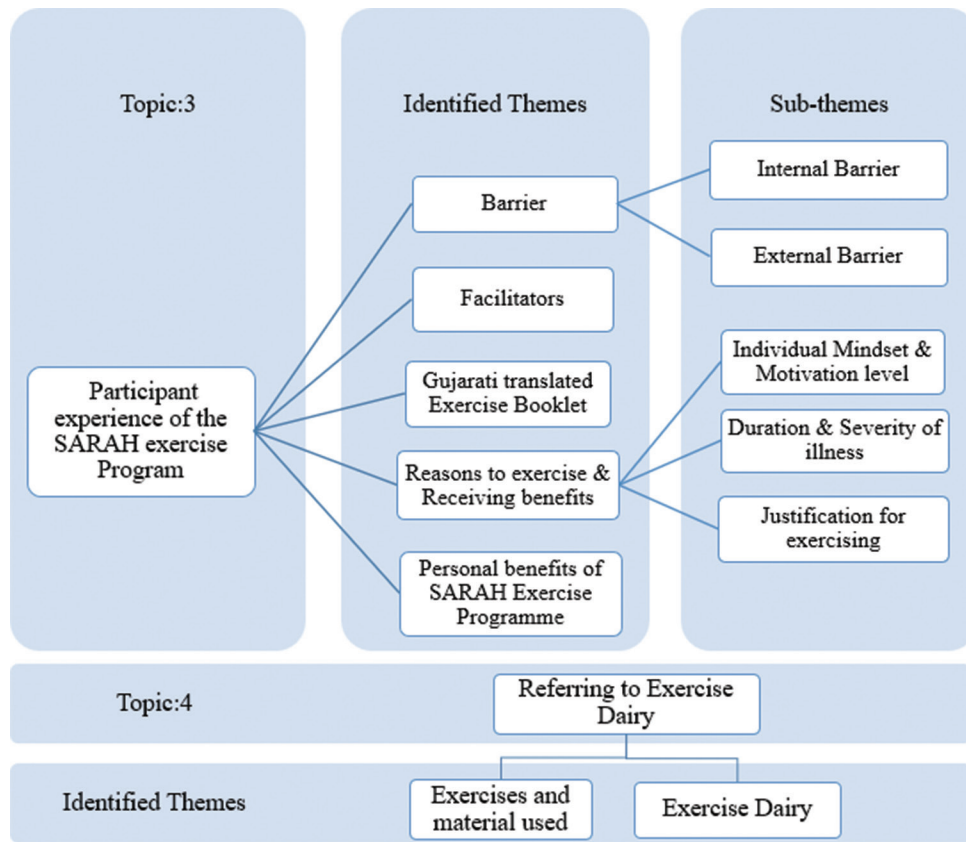 Topic:3
Identified Themes
Sub-themes
Participant
experience of the
SARAH exercise
Program
Barrier
Facilitators
Gujarati translated
Exercise Booklet
Reasons to exercise &
Receiving benefits
Personal benefits of
SARAH Exercise
Programme
Internal Barrier
External Barrier
Individual Mindset &
Motivation level
Duration & Severity of
illness
Justification for
exercising
Topic:4
Referring to Exercise
Dairy
Identified Themes
Exercises and
material used
Exercise Dairy